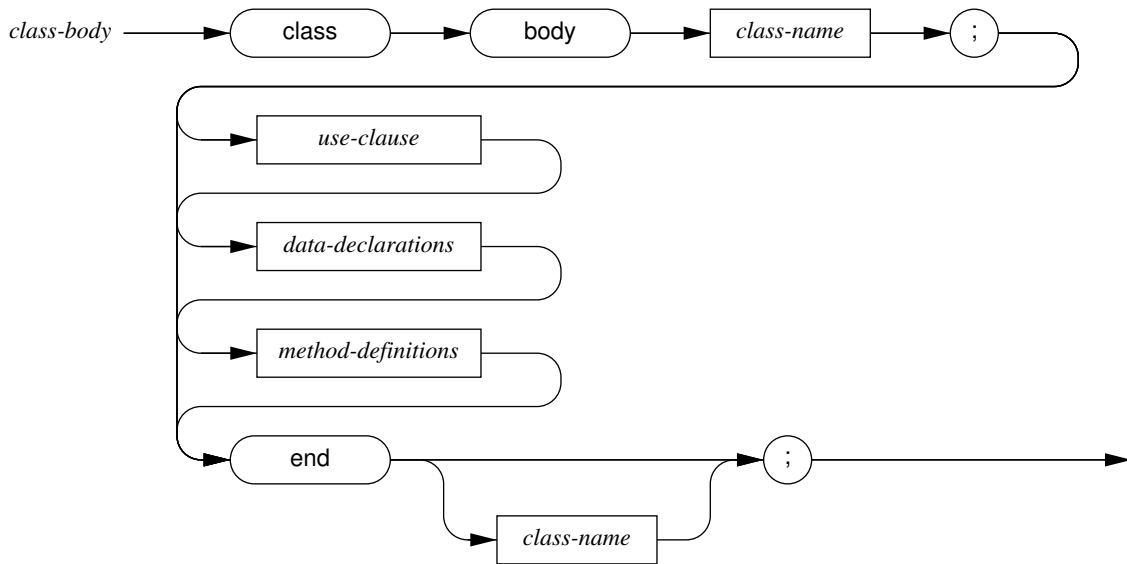 class-body class body class-name ;
use-clause
data-declarations
method-definitions
end ;
class-name